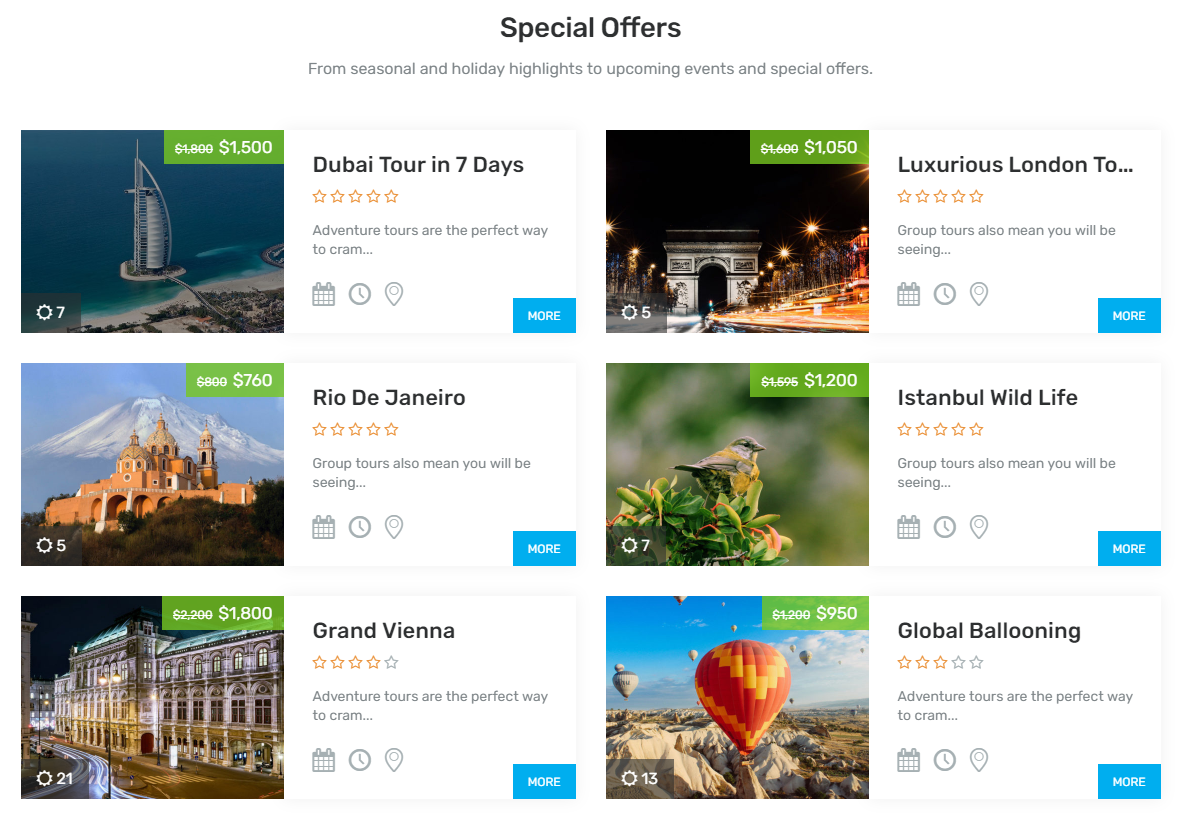 Special Offers
From seasonal and holiday highlights to upcoming events and special offers.
$1,800 $1,500
Dubai Tour in 7 Days
Adventure tours are the perfect way
to cram...
7
MORE
$1,600 $1,050
Luxurious London To...
Group tours also mean you will be
seeing...
5
MORE
$800 $760
Rio De Janeiro
Group tours also mean you will be
seeing...
5
MORE
$1,595 $1,200
Istanbul Wild Life
Group tours also mean you will be
seeing...
7
MORE
$2,200 $1,800
Grand Vienna
Adventure tours are the perfect way
to cram...
21
MORE
$1,200 $950
Global Ballooning
Adventure tours are the perfect way
to cram...
13
MORE